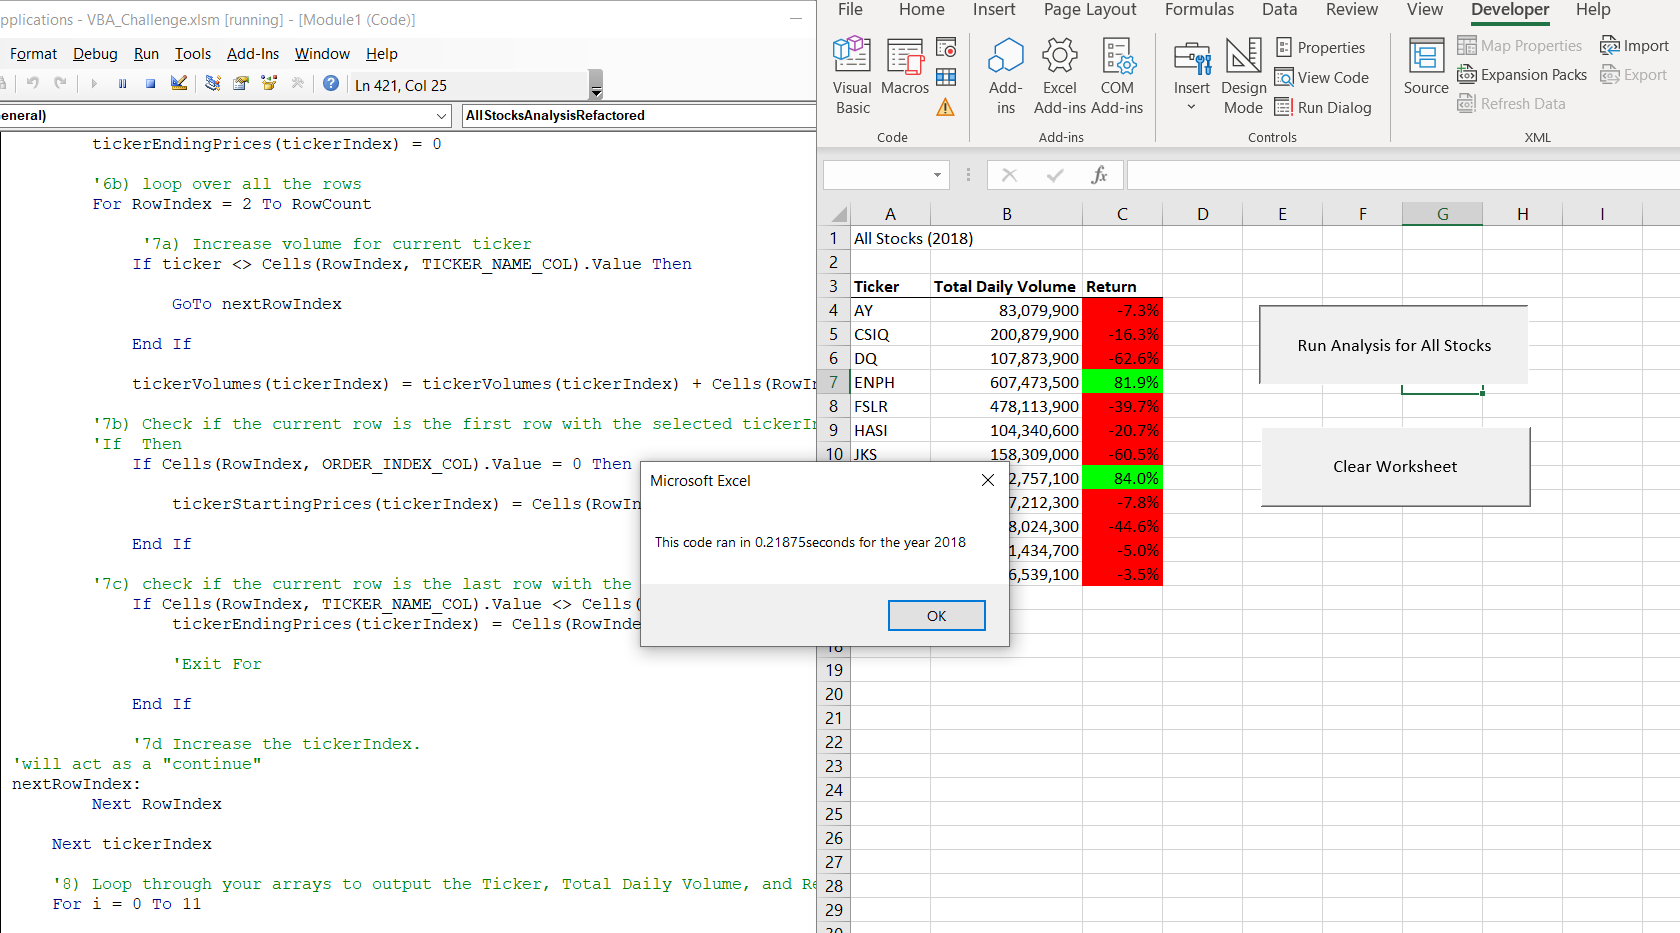 pplications - VBA_Challenge.xlsm [running] - [Module1 (Code)]
Format Debug Run Tools Add-Ins Window Help
Ln 421, Col 25
eneral)
AllStocksAnalysisRefactored
tickerEndingPrices(tickerIndex) = 0
'6b) loop over all the rows
For RowIndex = 2 To RowCount
'7a) Increase volume for current ticker
If ticker <> Cells(RowIndex, TICKER_NAME_COL).Value Then
GoTo nextRowIndex
End If
tickerVolumes(tickerIndex) = tickerVolumes(tickerIndex) + Cells(RowIn
'7b) Check if the current row is the first row with the selected tickerIn
'If  Then
If Cells(RowIndex, ORDER_INDEX_COL).Value = 0 Then
tickerStartingPrices(tickerIndex) = Cells(RowIn
End If
'7c) check if the current row is the last row with the
If Cells(RowIndex, TICKER_NAME_COL).Value <> Cells(
tickerEndingPrices(tickerIndex) = Cells(RowInde
'Exit For
End If
'7d Increase the tickerIndex.
'will act as a "continue"
nextRowIndex:
Next RowIndex
Next tickerIndex
'8) Loop through your arrays to output the Ticker, Total Daily Volume, and Re
For i = 0 To 11
File Home Insert Page Layout Formulas Data Review View Developer Help
Visual Basic
Macros
Code
Add-ins
Excel Add-ins
COM Add-ins
Add-ins
Insert
Design Mode
Properties
View Code
Run Dialog
Controls
Source
Map Properties
Expansion Packs
Refresh Data
Import
Export
XML
fx
A B C D E F G H I
1 All Stocks (2018)
2
3 Ticker Total Daily Volume Return
4 AY 83,079,900 -7.3%
5 CSIQ 200,879,900 -16.3%
6 DQ 107,873,900 -62.6%
7 ENPH 607,473,500 81.9%
8 FSLR 478,113,900 -39.7%
9 HASI 104,340,600 -20.7%
10 JKS 158,309,000 -60.5%
2,757,100 84.0%
7,212,300 -7.8%
8,024,300 -44.6%
1,434,700 -5.0%
6,539,100 -3.5%
18
19
20
21
22
23
24
25
26
27
28
29
30
Run Analysis for All Stocks
Clear Worksheet
Microsoft Excel
This code ran in 0.21875seconds for the year 2018
OK